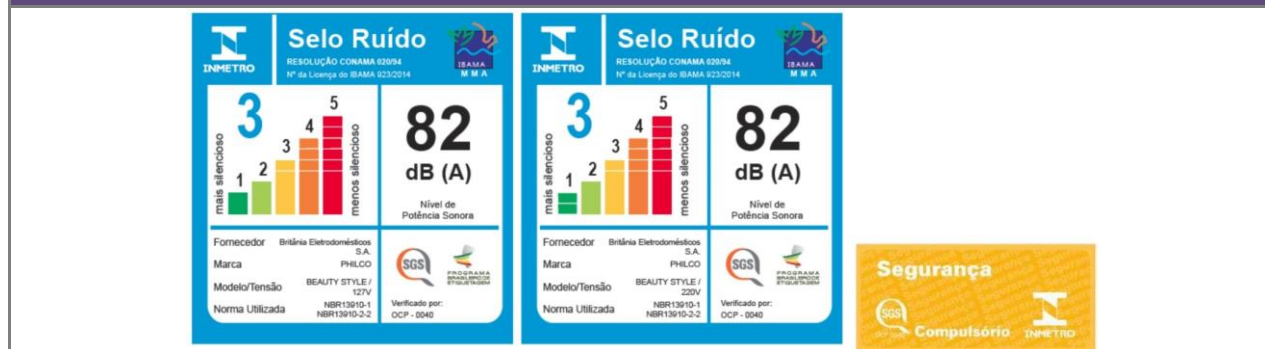 INMETRO
Selo Ruído
RESOLUÇÃO CONAMA 020/94
Nº da Licença do IBAMA 923/2014
IBAMA
M M A
3
mais silencioso
1
2
3
4
5
menos silencioso
82
dB (A)
Nível de
Potência Sonora
Fornecedor Britânia Eletrodomésticos
S.A.
Marca PHILCO
Modelo/Tensão BEAUTY STYLE /
127V
Norma Utilizada NBR13910-1
NBR13910-2-2
SGS
PROGRAMA
BRASILEIRO DE
ETIQUETAGEM
Verificado por:
OCP - 0040
INMETRO
Selo Ruído
RESOLUÇÃO CONAMA 020/94
Nº da Licença do IBAMA 923/2014
IBAMA
M M A
3
mais silencioso
1
2
3
4
5
menos silencioso
82
dB (A)
Nível de
Potência Sonora
Fornecedor Britânia Eletrodomésticos
S.A.
Marca PHILCO
Modelo/Tensão BEAUTY STYLE /
220V
Norma Utilizada NBR13910-1
NBR13910-2-2
SGS
PROGRAMA
BRASILEIRO DE
ETIQUETAGEM
Verificado por:
OCP - 0040
Segurança
SGS
Compulsório
INMETRO